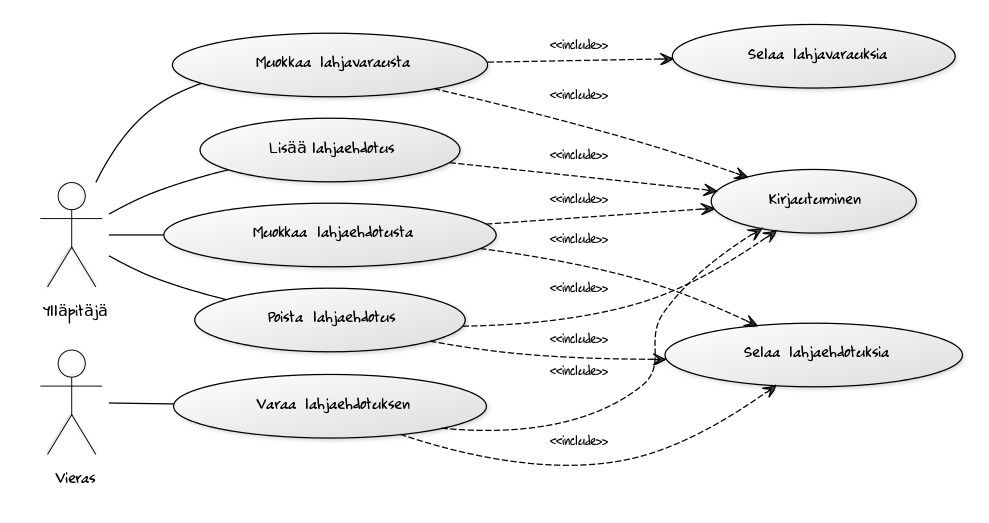 Muokkaa lahjavarausta
<<include>>
Selaa lahjavarauksia
<<include>>
Lisää lahjaehdotus
<<include>>
Kirjautuminen
<<include>>
Muokkaa lahjaehdotusta
<<include>>
<<include>>
Ylläpitäjä
Poista lahjaehdotus
<<include>>
Selaa lahjaehdotuksia
<<include>>
Varaa lahjaehdotuksen
<<include>>
Vieras